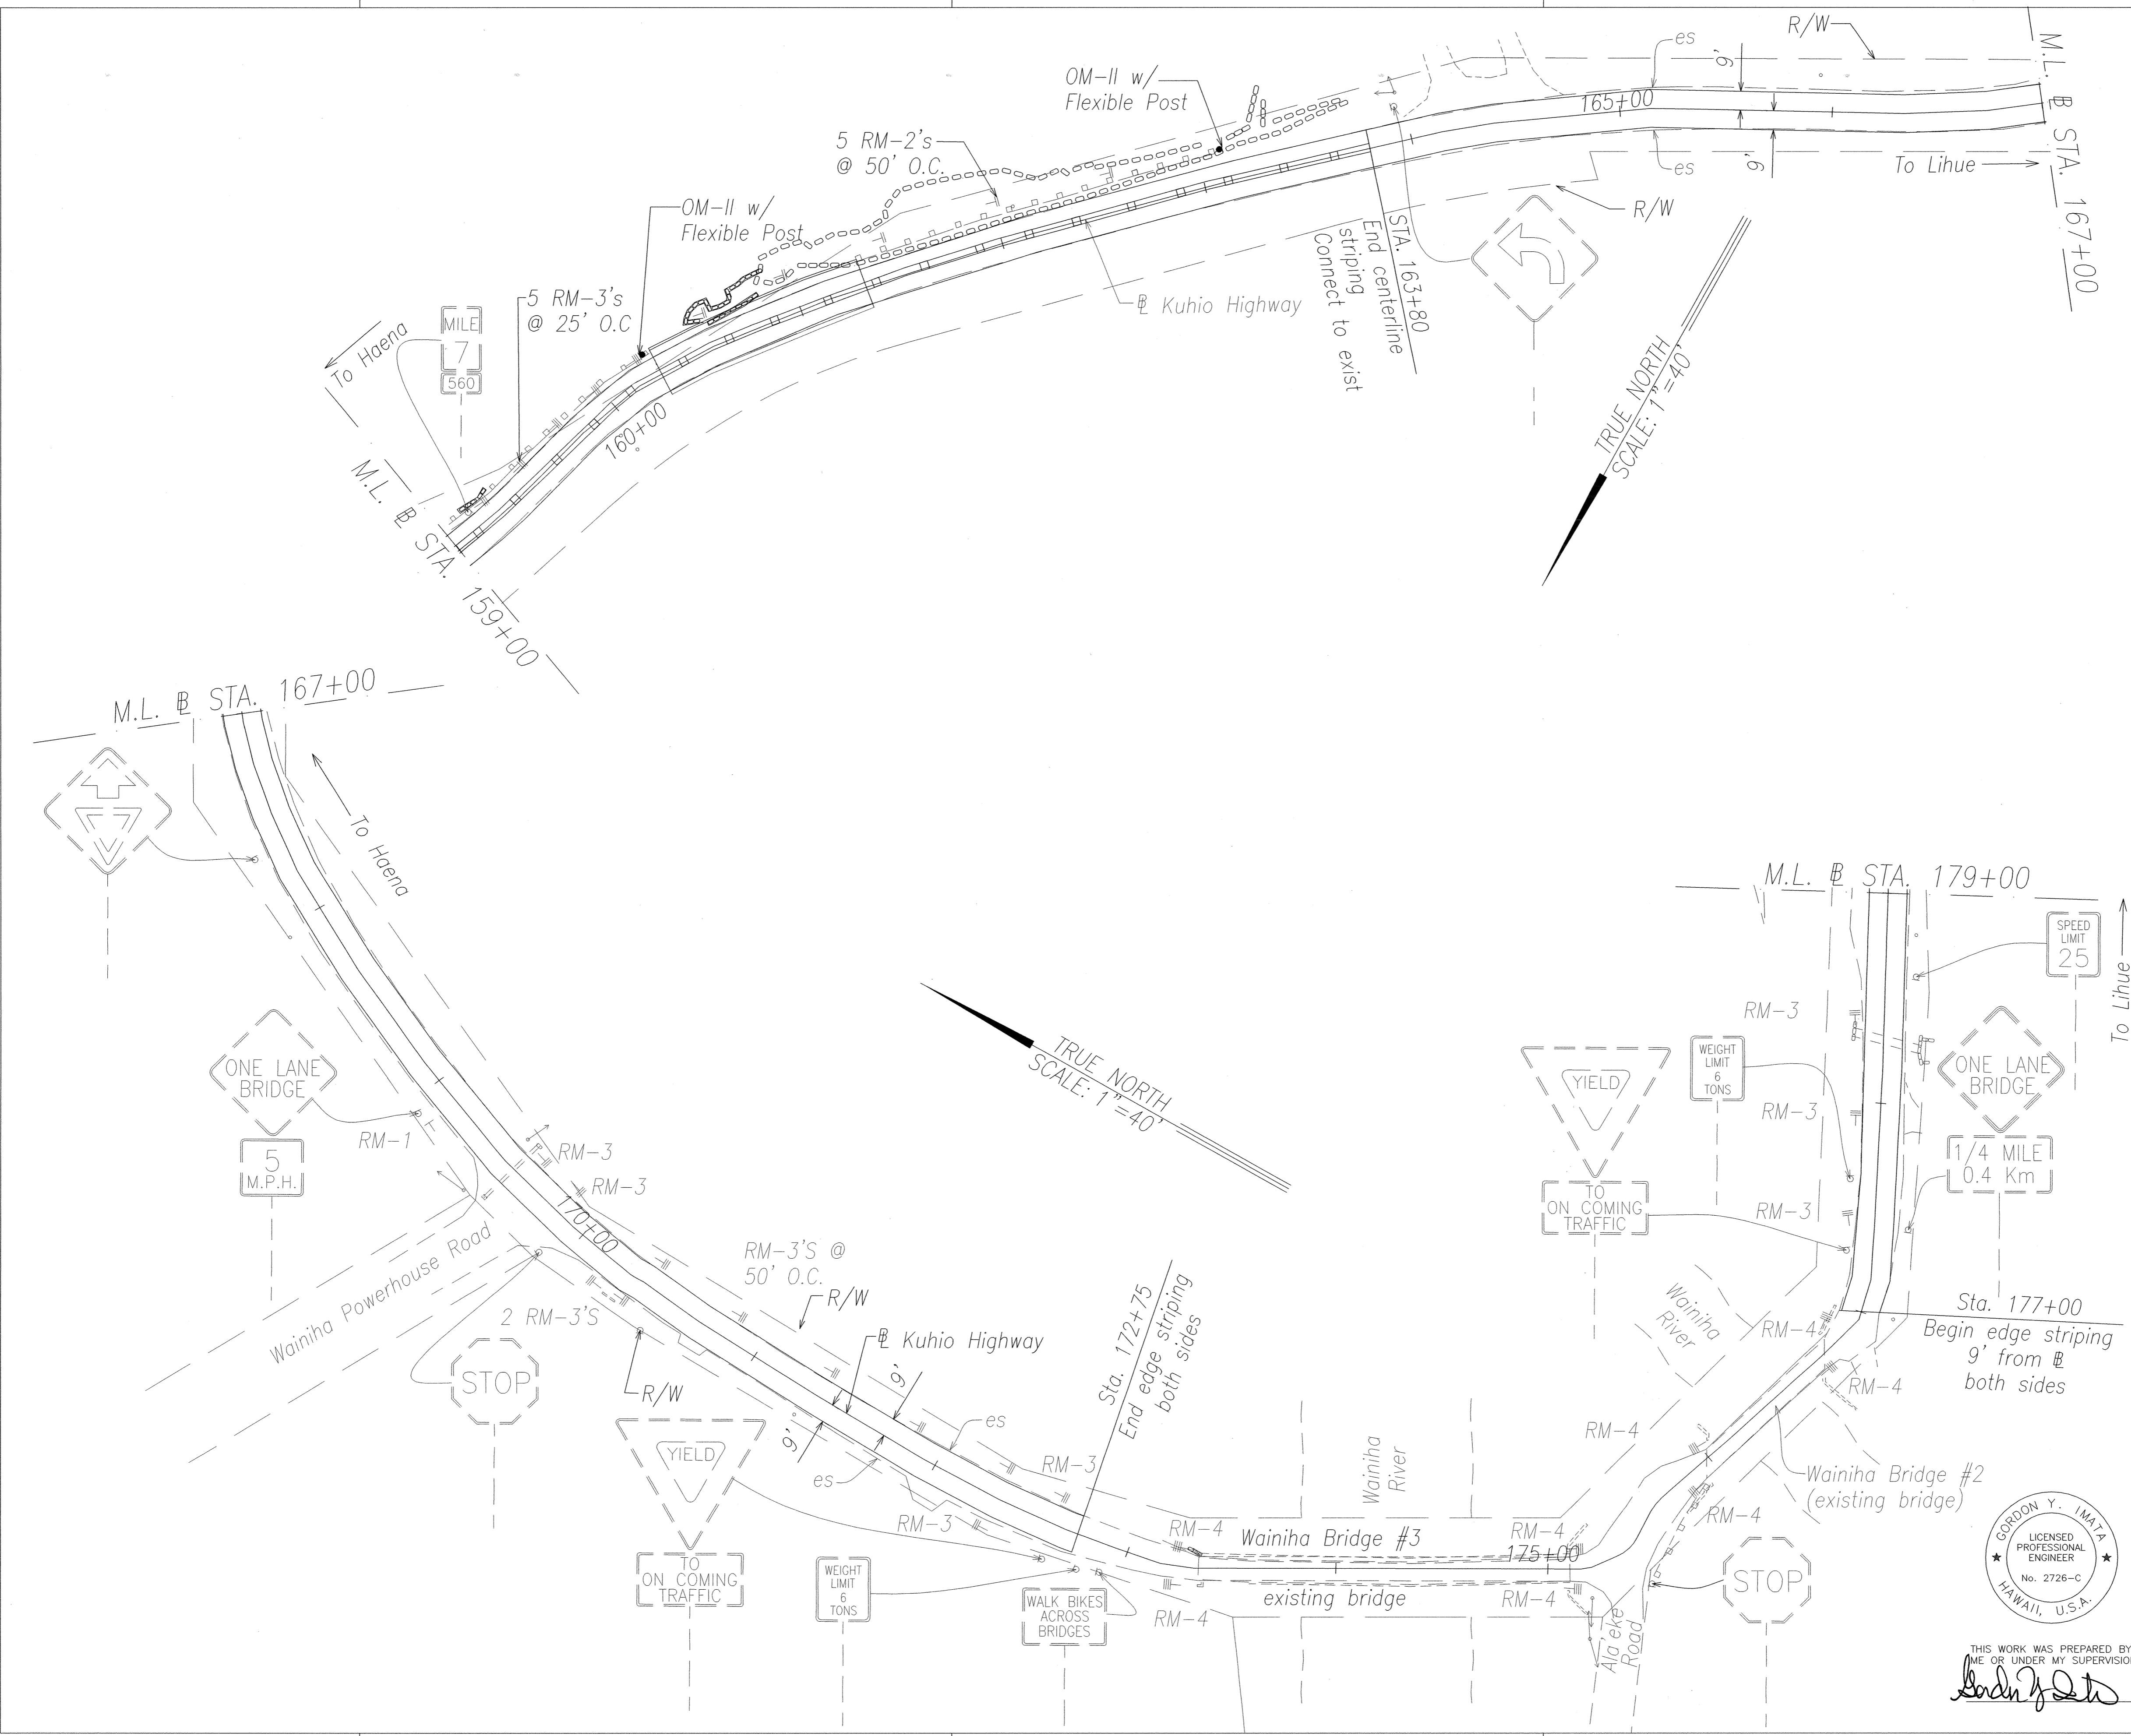 R/W
es
9'
M.L. BL STA. 167+00
OM-II w/
Flexible Post
165+00
5 RM-2's
@ 50' O.C.
es
9'
To Lihue
R/W
OM-II w/
Flexible Post
STA. 163+80
End centerline
striping
Connect to exist
BL Kuhio Highway
5 RM-3's
@ 25' O.C
MILE
7
560
To Haena
TRUE NORTH
SCALE: 1"=40'
160+00
M.L. BL STA. 159+00
M.L. BL STA. 167+00
To Haena
M.L. BL STA. 179+00
SPEED
LIMIT
25
To Lihue
RM-3
ONE LANE
BRIDGE
5
M.P.H.
RM-1
TRUE NORTH
SCALE: 1"=40'
YIELD
TO
ON COMING
TRAFFIC
WEIGHT
LIMIT
6
TONS
RM-3
RM-3
ONE LANE
BRIDGE
1/4 MILE
0.4 Km
RM-3
RM-3
170+00
Wainiha Powerhouse Road
RM-3'S @
50' O.C.
R/W
2 RM-3'S
STOP
R/W
BL Kuhio Highway
9'
9'
es
es
Sta. 172+75
End edge striping
both sides
Wainiha
River
RM-4
Sta. 177+00
Begin edge striping
9' from BL
both sides
RM-4
RM-4
Wainiha
River
Wainiha Bridge #2
(existing bridge)
RM-4
YIELD
TO
ON COMING
TRAFFIC
RM-3
RM-3
RM-4
Wainiha Bridge #3
RM-4
175+00
WEIGHT
LIMIT
6
TONS
WALK BIKES
ACROSS
BRIDGES
RM-4
existing bridge
RM-4
Ala'eke
Road
STOP
GORDON Y. IMATA
LICENSED
PROFESSIONAL
ENGINEER
No. 2726-C
HAWAII, U.S.A.
THIS WORK WAS PREPARED BY
ME OR UNDER MY SUPERVISIO